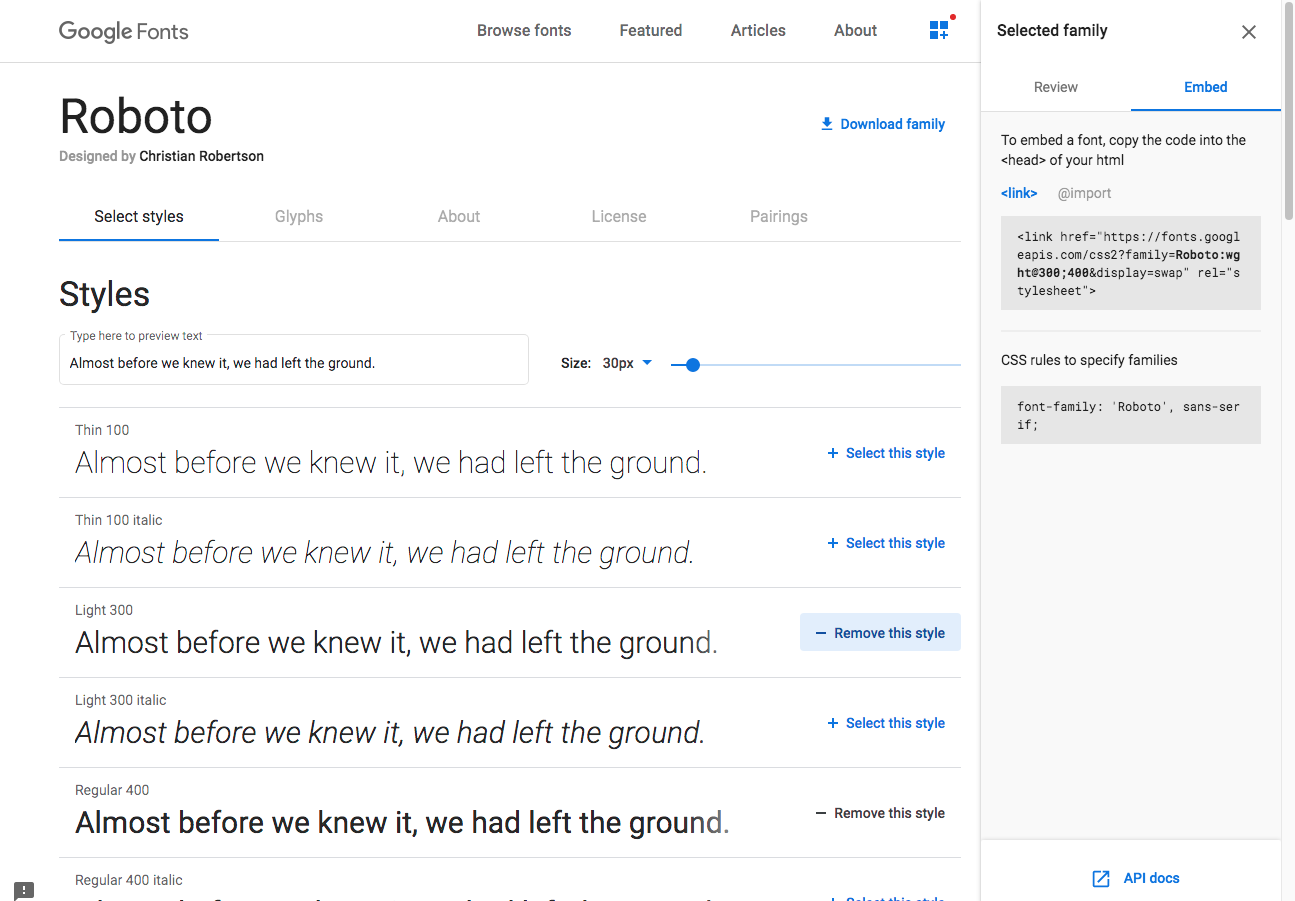 Google Fonts
Browse fonts
Featured
Articles
About
Roboto
Designed by Christian Robertson
Download family
Select styles
Glyphs
About
License
Pairings
Styles
Type here to preview text
Almost before we knew it, we had left the ground.
Size: 30px
Thin 100
Almost before we knew it, we had left the ground.
+ Select this style
Thin 100 italic
Almost before we knew it, we had left the ground.
+ Select this style
Light 300
Almost before we knew it, we had left the ground.
− Remove this style
Light 300 italic
Almost before we knew it, we had left the ground.
+ Select this style
Regular 400
Almost before we knew it, we had left the ground.
− Remove this style
Regular 400 italic
Selected family
Review
Embed
To embed a font, copy the code into the
<head> of your html
<link>
@import
<link href="https://fonts.googl
eapis.com/css2?family=Roboto:wg
ht@300;400&display=swap" rel="s
tylesheet">
CSS rules to specify families
font-family: 'Roboto', sans-ser
if;
API docs